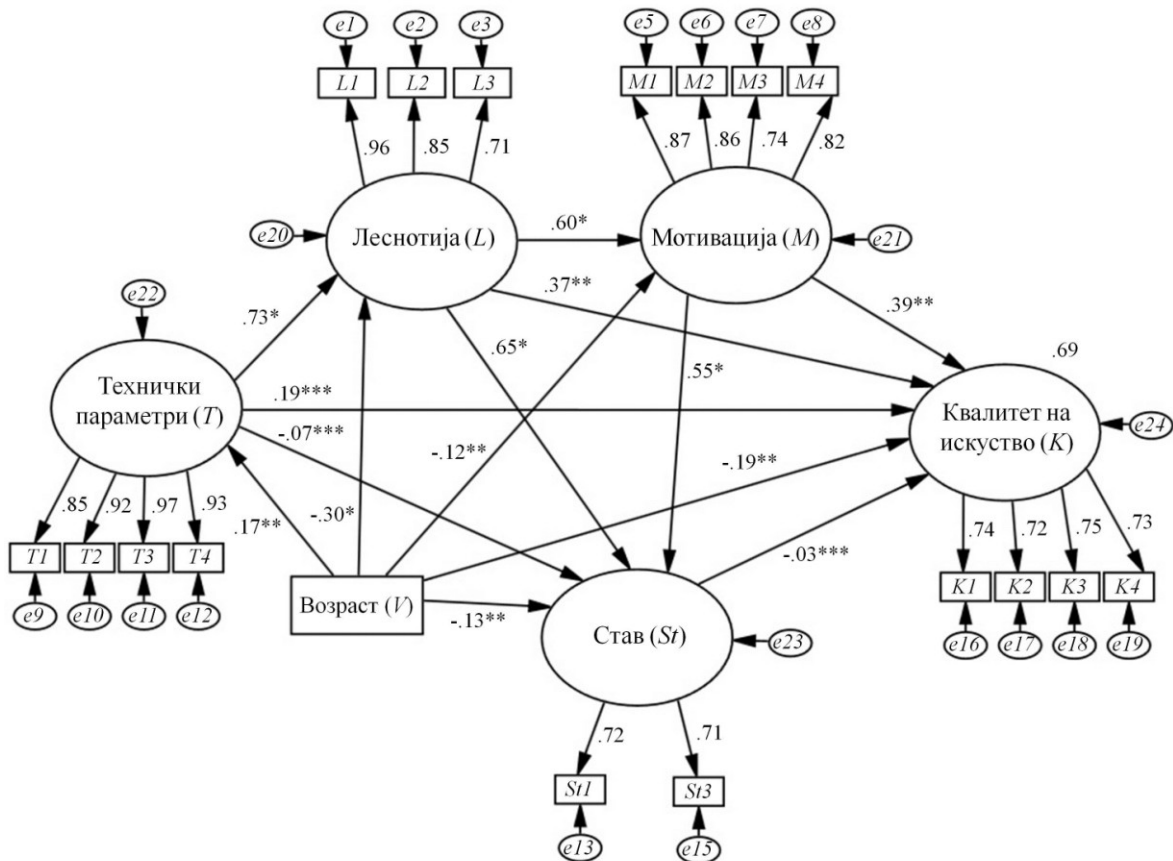 e1 e2 e3
e5 e6 e7 e8
L1 L2 L3
M1 M2 M3 M4
.96 .85 .71
.87 .86 .74 .82
e20
Леснотија (L)
.60*
Мотивација (M)
e21
e22
.73*
.37**
.39**
.65*
.55*
.69
Технички
параметри (T)
.19***
-.07***
-.12**
-.19**
Квалитет на
искуство (K)
e24
.85 .92 .97 .93
.17**
-.30*
-.03***
.74 .72 .75 .73
T1 T2 T3 T4
e9 e10 e11 e12
Возраст (V)
-.13**
Став (St)
e23
K1 K2 K3 K4
e16 e17 e18 e19
.72 .71
St1 St3
e13 e15